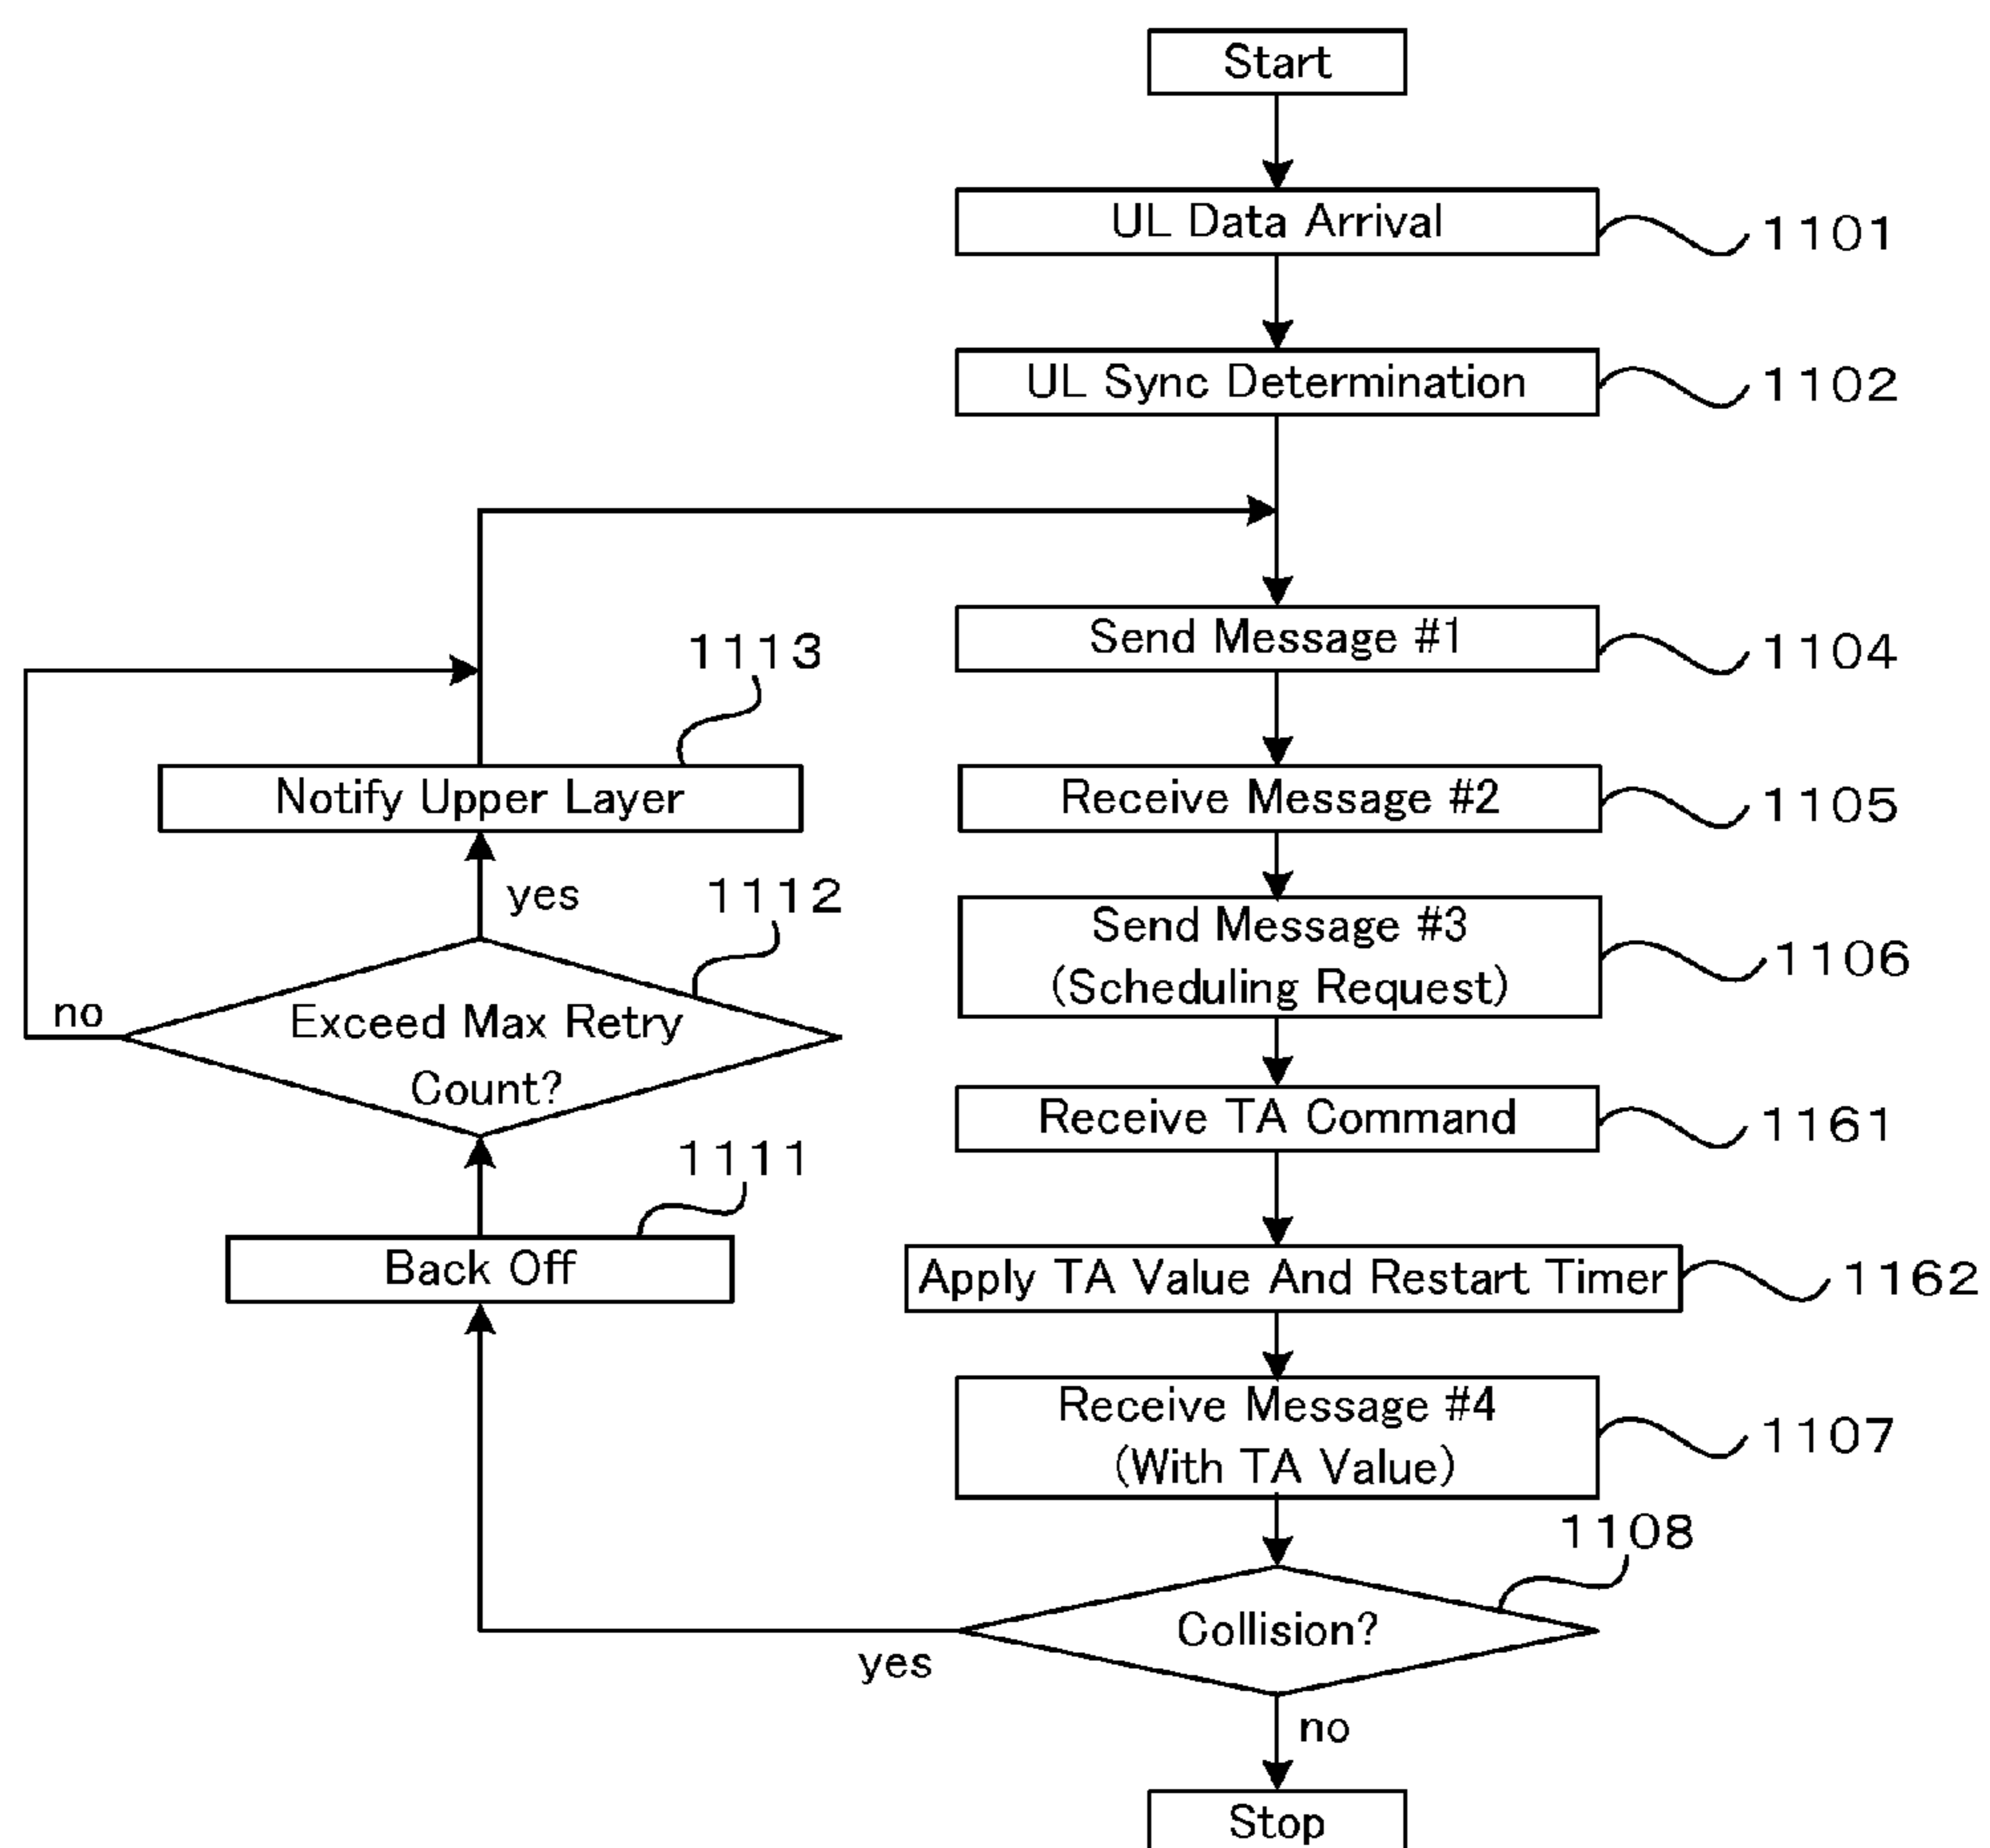 Start
UL Data Arrival
1101
UL Sync Determination
1102
Send Message #1
1104
1113
Notify Upper Layer
Receive Message #2
1105
yes
1112
Send Message #3
(Scheduling Request)
1106
no
Exceed Max Retry
Count?
Receive TA Command
1161
1111
Back Off
Apply TA Value And Restart Timer
1162
Receive Message #4
(With TA Value)
1107
1108
Collision?
yes
no
Stop